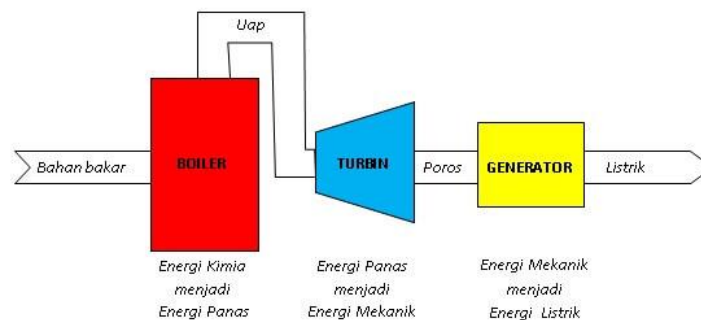 Uap
Bahan bakar
BOILER
TURBIN
Poros
GENERATOR
Listrik
Energi Kimia
menjadi
Energi Panas
Energi Panas
menjadi
Energi Mekanik
Energi Mekanik
menjadi
Energi Listrik